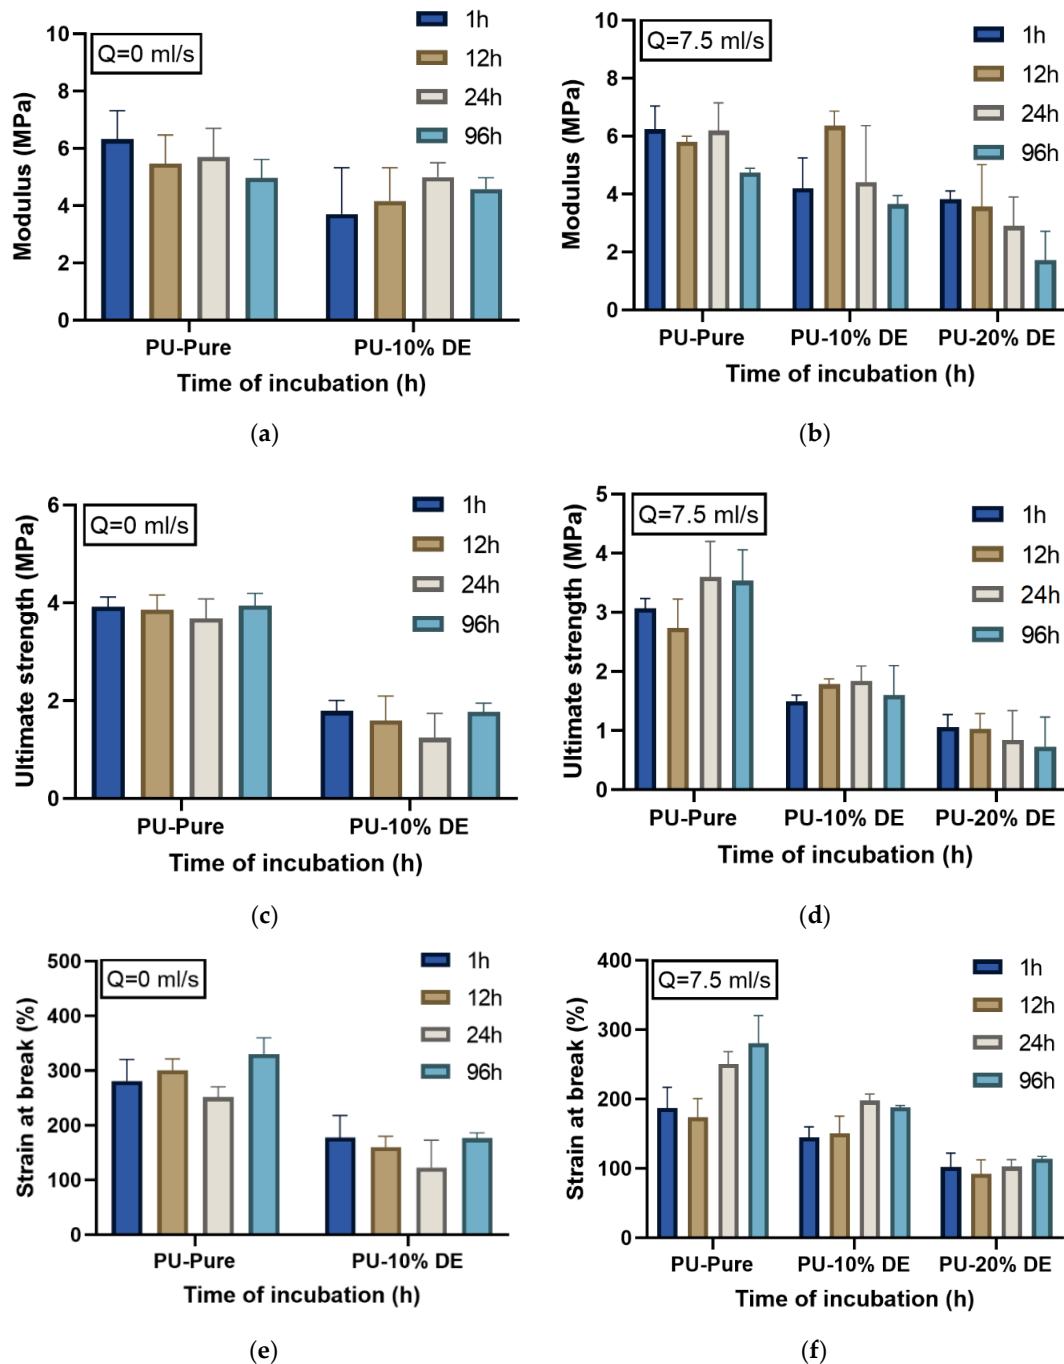 10
8
6
4
2
0
Modulus (MPa)
Q=0 ml/s
1h
12h
24h
96h
PU-Pure
PU-10% DE
Time of incubation (h)
(a)
10
8
6
4
2
0
Modulus (MPa)
Q=7.5 ml/s
1h
12h
24h
96h
PU-Pure
PU-10% DE
PU-20% DE
Time of incubation (h)
(b)
6
4
2
0
Ultimate strength (MPa)
Q=0 ml/s
1h
12h
24h
96h
PU-Pure
PU-10% DE
Time of incubation (h)
(c)
5
4
3
2
1
0
Ultimate strength (MPa)
Q=7.5 ml/s
1h
12h
24h
96h
PU-Pure
PU-10% DE
PU-20% DE
Time of incubation (h)
(d)
500
400
300
200
100
0
Strain at break (%)
Q=0 ml/s
1h
12h
24h
96h
PU-Pure
PU-10% DE
Time of incubation (h)
(e)
400
300
200
100
0
Strain at break (%)
Q=7.5 ml/s
1h
12h
24h
96h
PU-Pure
PU-10% DE
PU-20% DE
Time of incubation (h)
(f)